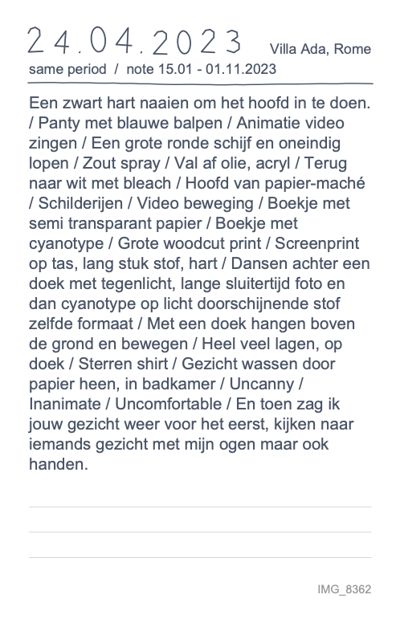 24.04.2023 Villa Ada, Rome
same period / note 15.01 - 01.11.2023
Een zwart hart naaien om het hoofd in te doen.
/ Panty met blauwe balpen / Animatie video
zingen / Een grote ronde schijf en oneindig
lopen / Zout spray / Val af olie, acryl / Terug
naar wit met bleach / Hoofd van papier-maché
/ Schilderijen / Video beweging / Boekje met
semi transparant papier / Boekje met
cyanotype / Grote woodcut print / Screenprint
op tas, lang stuk stof, hart / Dansen achter een
doek met tegenlicht, lange sluitertijd foto en
dan cyanotype op licht doorschijnende stof
zelfde formaat / Met een doek hangen boven
de grond en bewegen / Heel veel lagen, op
doek / Sterren shirt / Gezicht wassen door
papier heen, in badkamer / Uncanny /
Inanimate / Uncomfortable / En toen zag ik
jouw gezicht weer voor het eerst, kijken naar
iemands gezicht met mijn ogen maar ook
handen.
IMG_8362